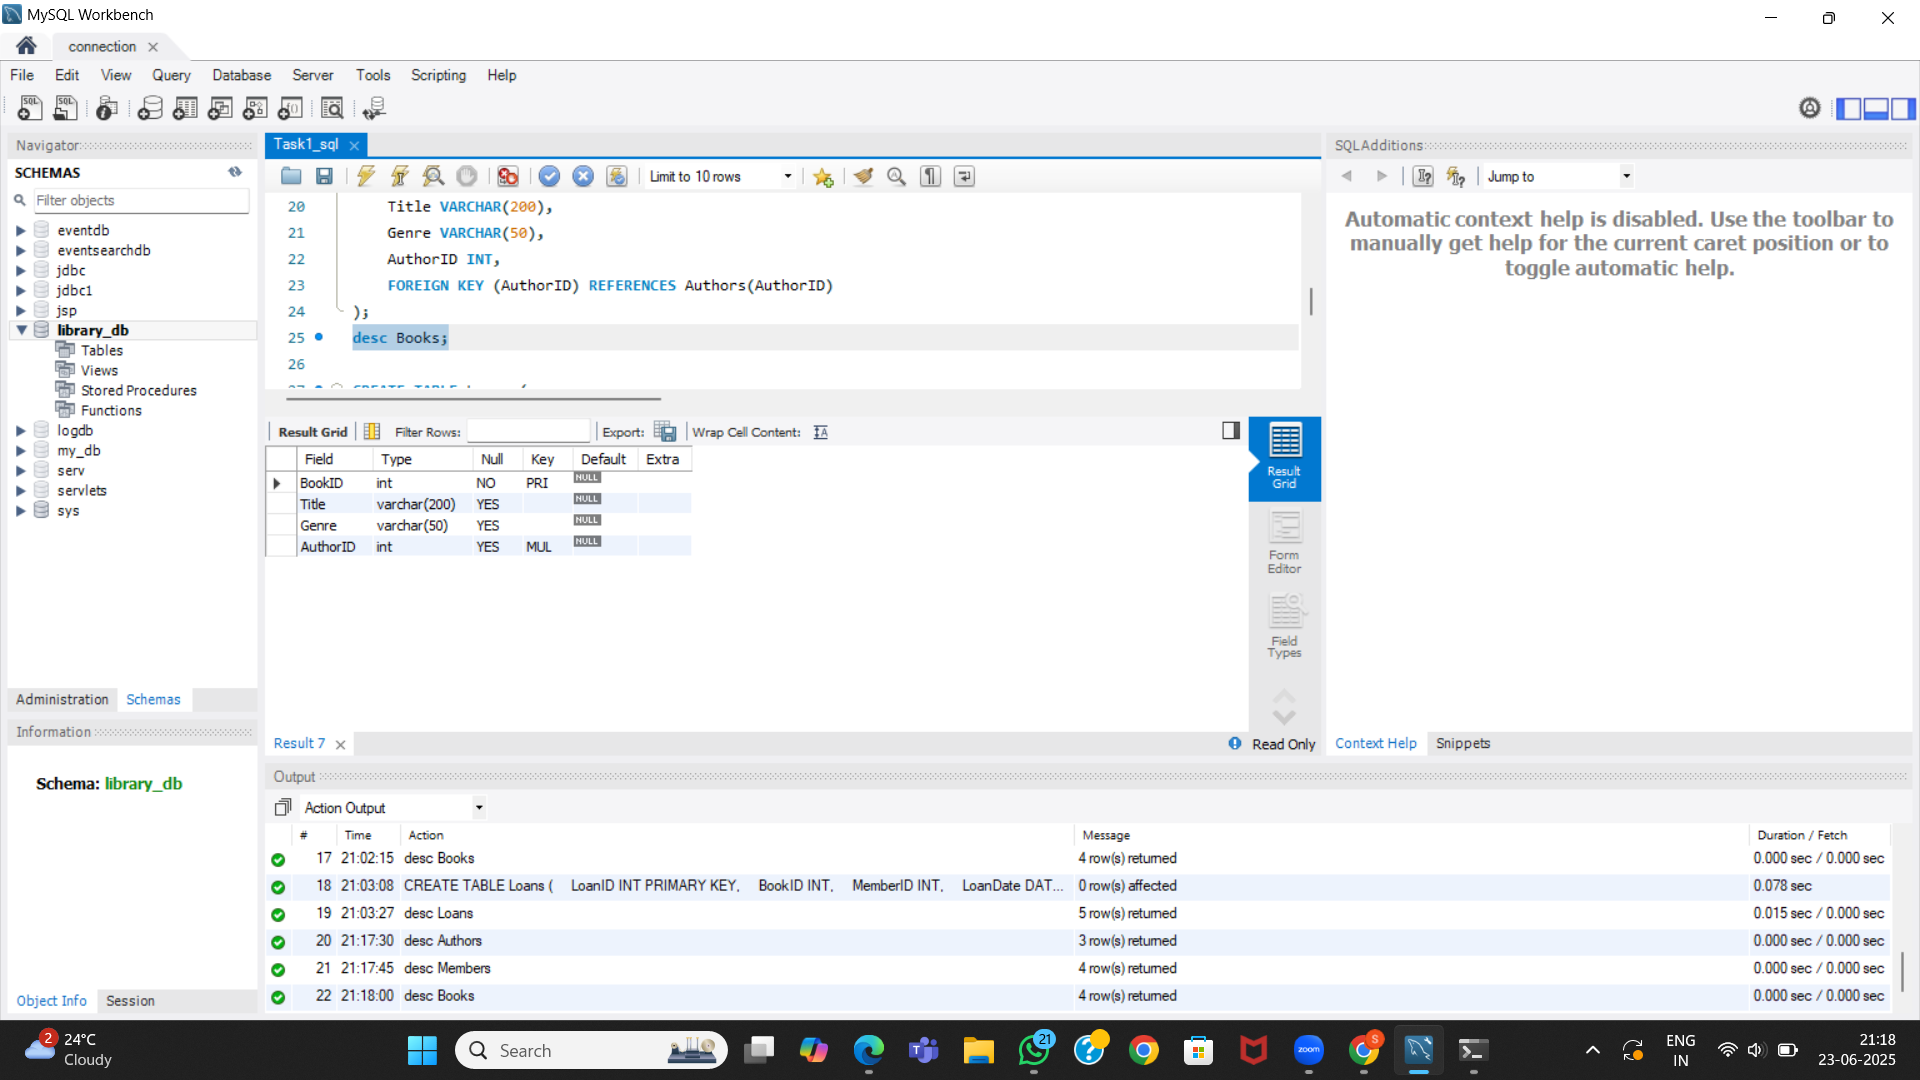 MySQL Workbench
connection
File Edit View Query Database Server Tools Scripting Help
Navigator
SCHEMAS
Filter objects
eventdb
eventsearchdb
jdbc
jdbc1
jsp
library_db
Tables
Views
Stored Procedures
Functions
logdb
my_db
serv
servlets
sys
Administration Schemas
Information
Schema: library_db
Object Info Session
Task1_sql
Limit to 10 rows
20 Title VARCHAR(200),
21 Genre VARCHAR(50),
22 AuthorID INT,
23 FOREIGN KEY (AuthorID) REFERENCES Authors(AuthorID)
24 );
25 desc Books;
26
Result Grid Filter Rows: Export: Wrap Cell Content: IA
Field Type Null Key Default Extra
BookID int NO PRI NULL
Title varchar(200) YES NULL
Genre varchar(50) YES NULL
AuthorID int YES MUL NULL
Result Grid
Form Editor
Field Types
Result 7 Read Only
SQLAdditions
Jump to
Automatic context help is disabled. Use the toolbar to
manually get help for the current caret position or to
toggle automatic help.
Context Help Snippets
Output
Action Output
# Time Action Message Duration / Fetch
17 21:02:15 desc Books 4 row(s) returned 0.000 sec / 0.000 sec
18 21:03:08 CREATE TABLE Loans ( LoanID INT PRIMARY KEY, BookID INT, MemberID INT, LoanDate DAT... 0 row(s) affected 0.078 sec
19 21:03:27 desc Loans 5 row(s) returned 0.015 sec / 0.000 sec
20 21:17:30 desc Authors 3 row(s) returned 0.000 sec / 0.000 sec
21 21:17:45 desc Members 4 row(s) returned 0.000 sec / 0.000 sec
22 21:18:00 desc Books 4 row(s) returned 0.000 sec / 0.000 sec
2 24°C
Cloudy
Search
21
zoom
S
ENG
IN
21:18
23-06-2025